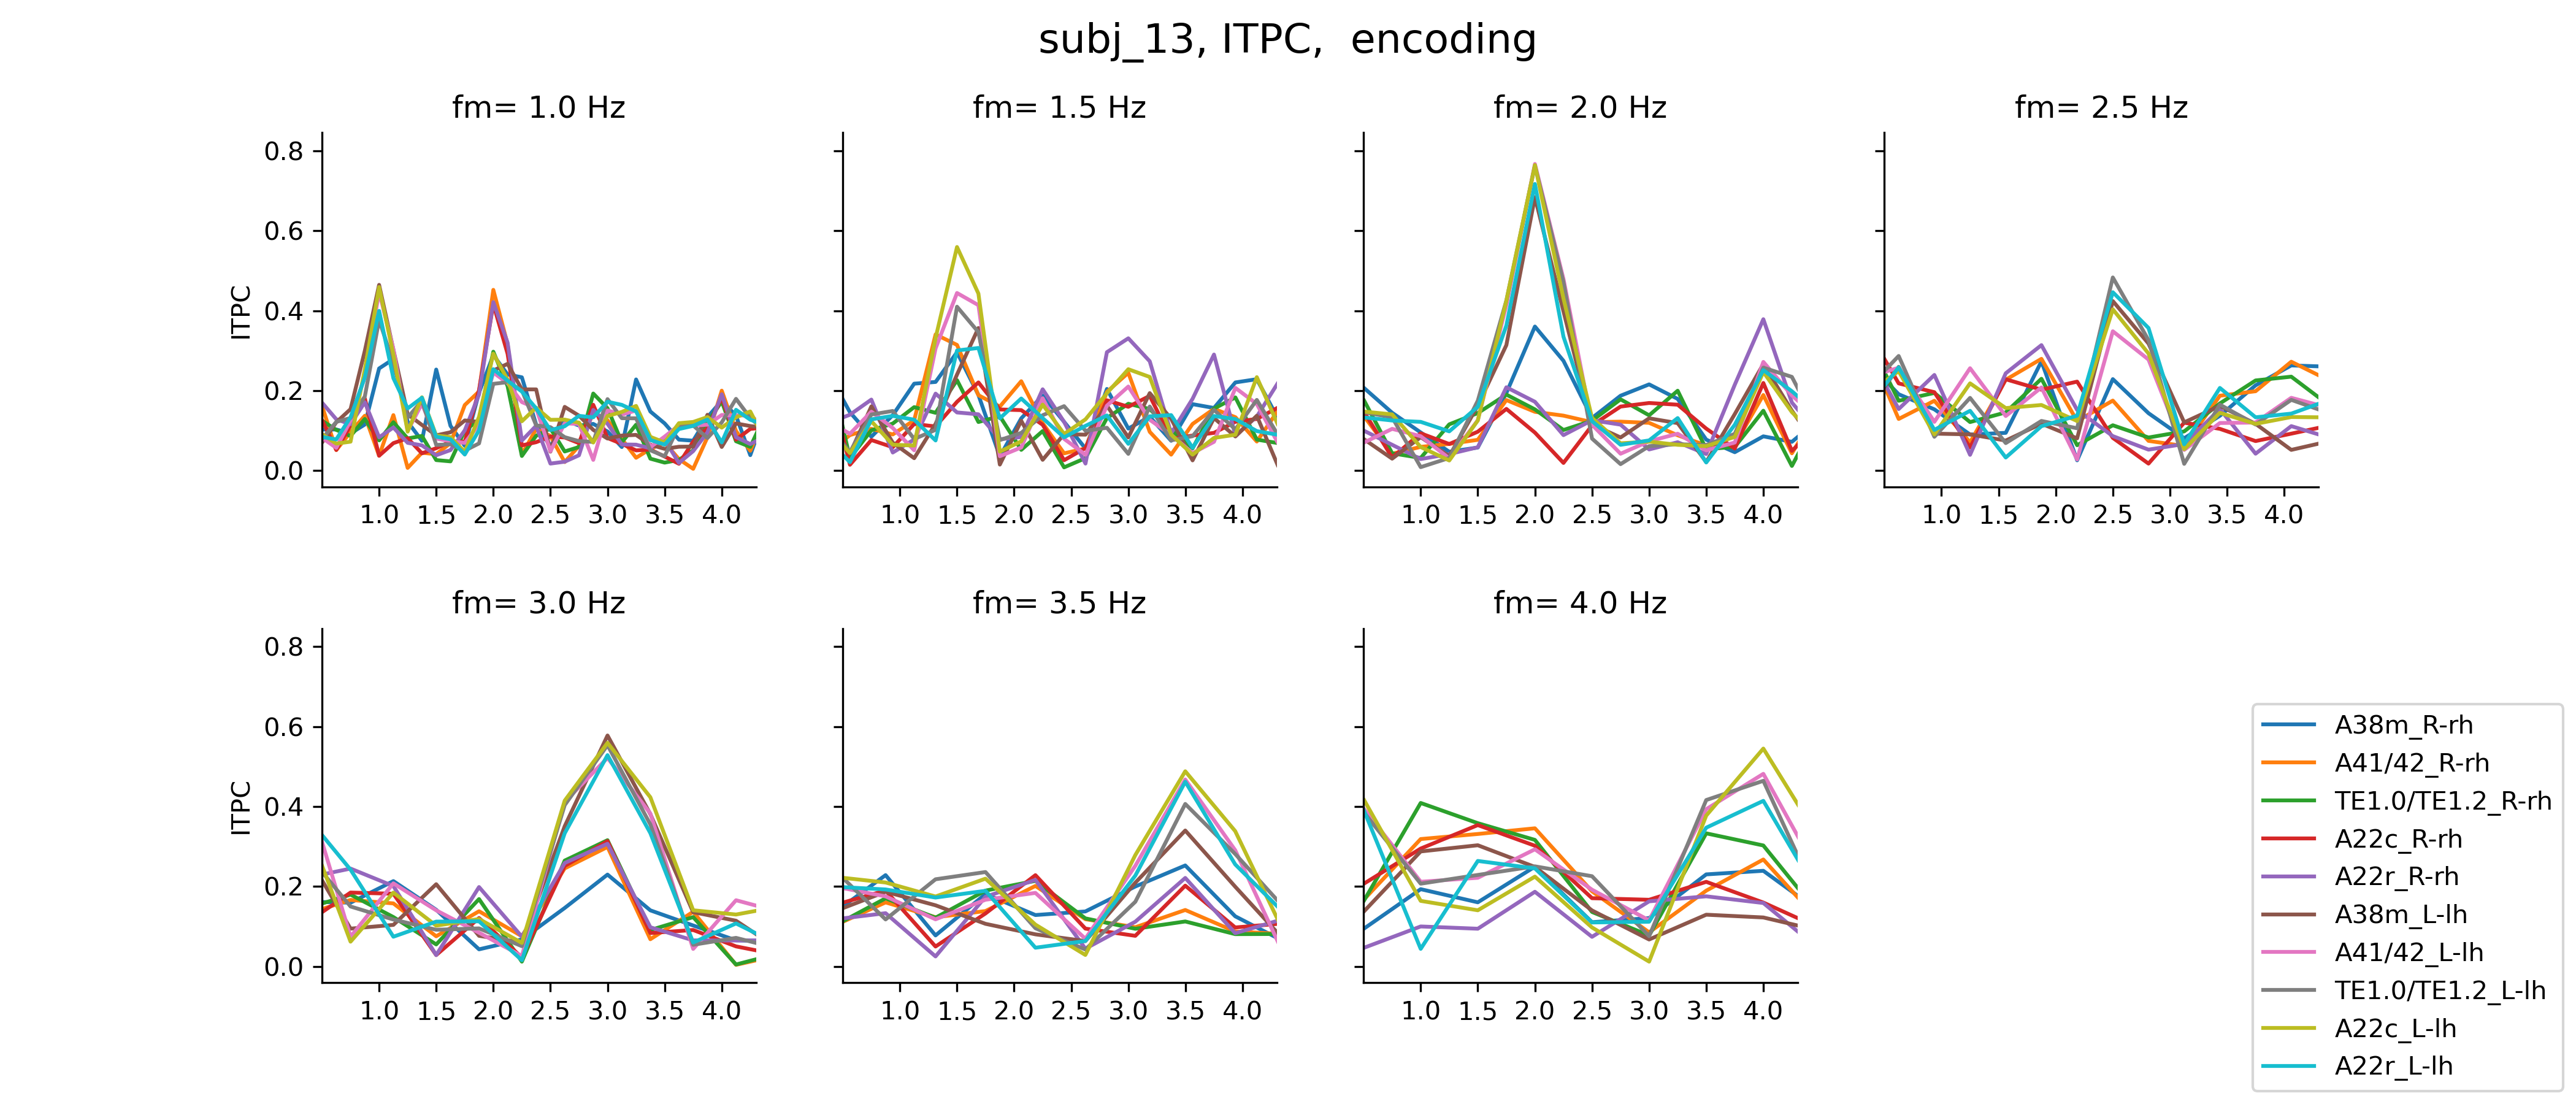 subj_13, ITPC,  encoding
fm= 1.0 Hz
fm= 1.5 Hz
fm= 2.0 Hz
fm= 2.5 Hz
ITPC
0.8
0.6
0.4
0.2
0.0
1.0 1.5 2.0 2.5 3.0 3.5 4.0
1.0 1.5 2.0 2.5 3.0 3.5 4.0
1.0 1.5 2.0 2.5 3.0 3.5 4.0
1.0 1.5 2.0 2.5 3.0 3.5 4.0
fm= 3.0 Hz
fm= 3.5 Hz
fm= 4.0 Hz
ITPC
0.8
0.6
0.4
0.2
0.0
1.0 1.5 2.0 2.5 3.0 3.5 4.0
1.0 1.5 2.0 2.5 3.0 3.5 4.0
1.0 1.5 2.0 2.5 3.0 3.5 4.0
A38m_R-rh
A41/42_R-rh
TE1.0/TE1.2_R-rh
A22c_R-rh
A22r_R-rh
A38m_L-lh
A41/42_L-lh
TE1.0/TE1.2_L-lh
A22c_L-lh
A22r_L-lh